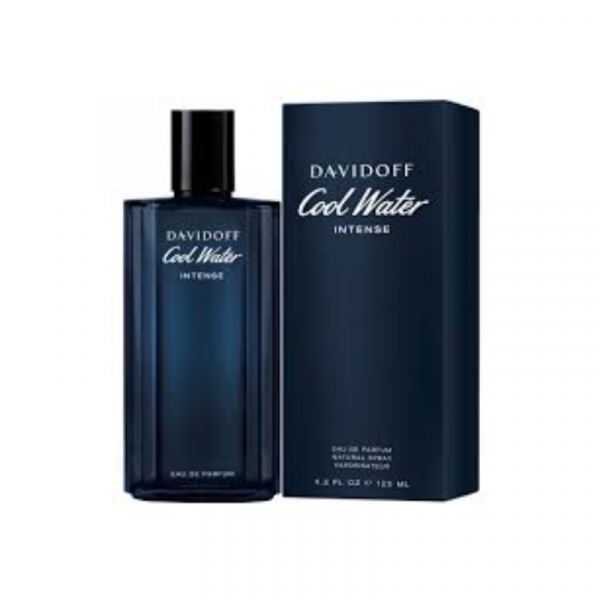 DAVIDOFF
Cool Water
INTENSE
EAU DE PARFUM
DAVIDOFF
Cool Water
INTENSE
EAU DE PARFUM
NATURAL SPRAY
VAPORISATEUR
4.2 FL OZ ℮ 125 ML